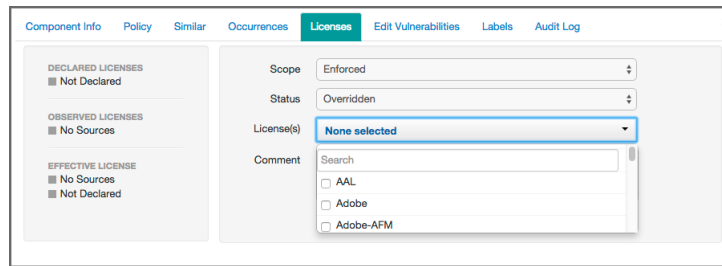 Component Info Policy Similar Occurrences Licenses Edit Vulnerabilities Labels Audit Log
DECLARED LICENSES
Not Declared
OBSERVED LICENSES
No Sources
EFFECTIVE LICENSE
No Sources
Not Declared
Scope Enforced
Status Overridden
License(s) None selected
Comment Search
AAL
Adobe
Adobe-AFM